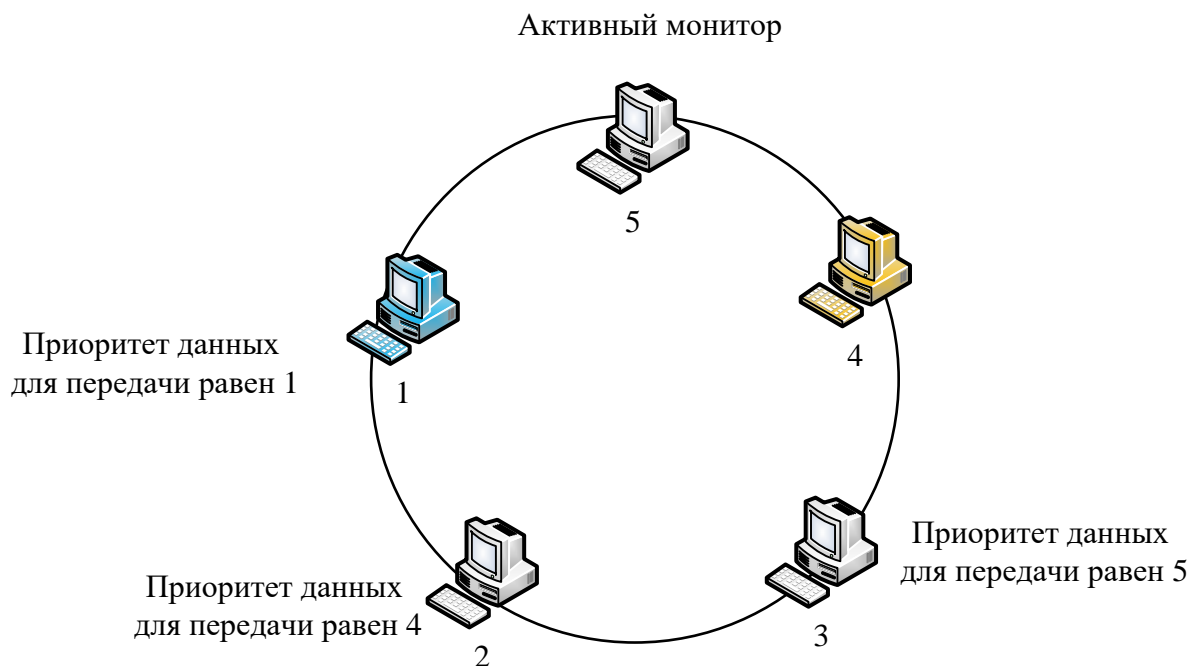 Активный монитор
5
4
Приоритет данных
для передачи равен 1
1
Приоритет данных
для передачи равен 5
Приоритет данных
для передачи равен 4
3
2